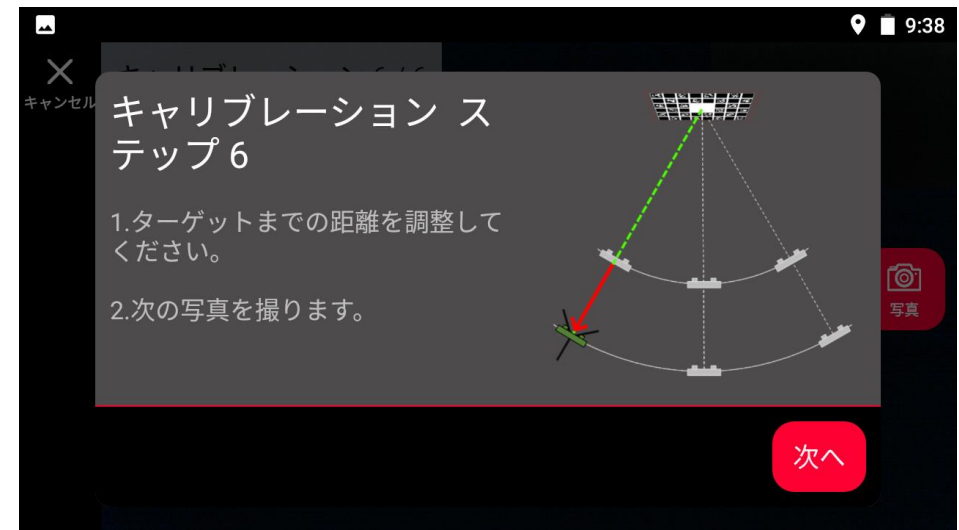 9:38
キャンセル
キャリブレーション ス
テップ 6
1.ターゲットまでの距離を調整して
ください。
2.次の写真を撮ります。
写真
次へ